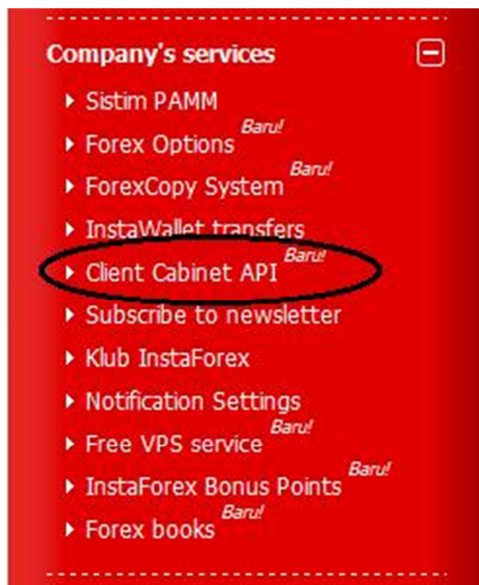 Company's services
Sistim PAMM
Forex Options Baru!
ForexCopy System Baru!
InstaWallet transfers
Client Cabinet API Baru!
Subscribe to newsletter
Klub InstaForex
Notification Settings
Free VPS service Baru!
InstaForex Bonus Points Baru!
Forex books Baru!